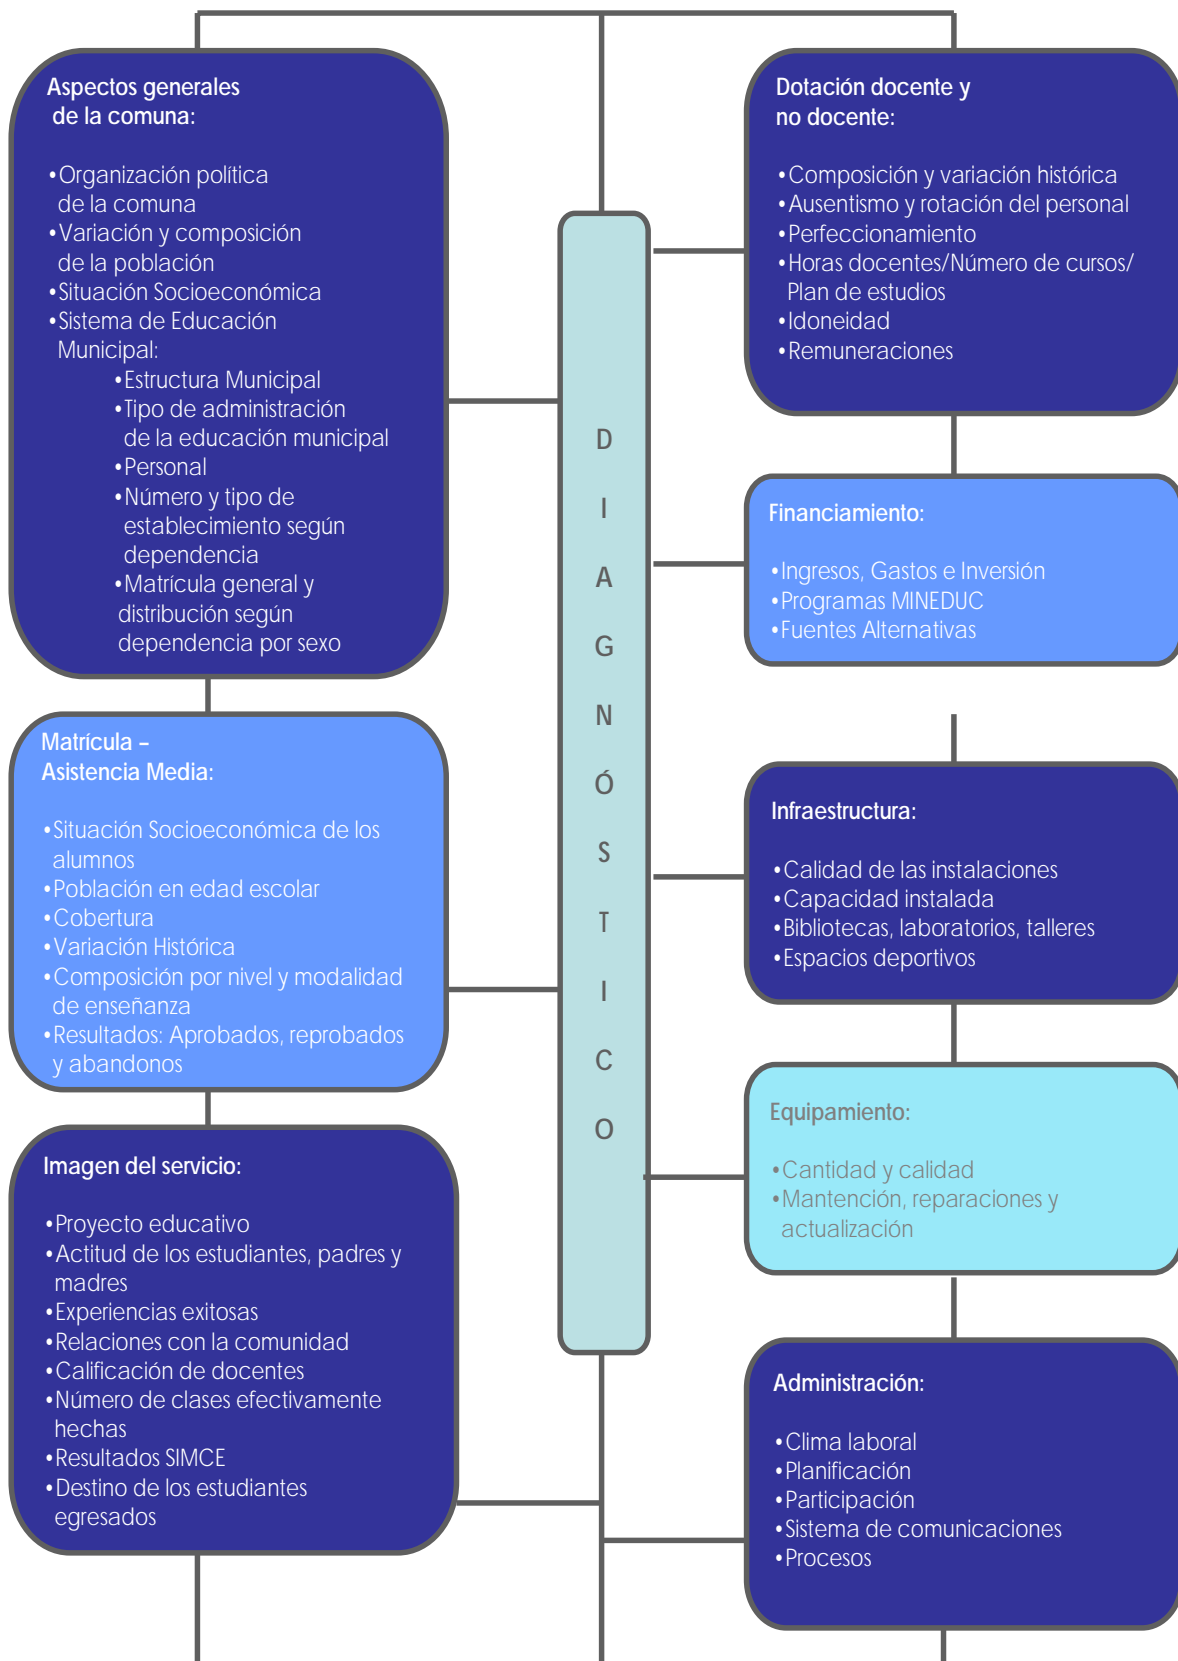 Aspectos generales
de la comuna:
•Organización política
de la comuna
•Variación y composición
de la población
•Situación Socioeconómica
•Sistema de Educación
Municipal:
•Estructura Municipal
•Tipo de administración
de la educación municipal
•Personal
•Número y tipo de
establecimiento según
dependencia
•Matrícula general y
distribución según
dependencia por sexo
Matrícula –
Asistencia Media:
•Situación Socioeconómica de los
alumnos
•Población en edad escolar
•Cobertura
•Variación Histórica
•Composición por nivel y modalidad
de enseñanza
•Resultados: Aprobados, reprobados
y abandonos
Imagen del servicio:
•Proyecto educativo
•Actitud de los estudiantes, padres y
madres
•Experiencias exitosas
•Relaciones con la comunidad
•Calificación de docentes
•Número de clases efectivamente
hechas
•Resultados SIMCE
•Destino de los estudiantes
egresados
D
I
A
G
N
Ó
S
T
I
C
O
Dotación docente y
no docente:
•Composición y variación histórica
•Ausentismo y rotación del personal
•Perfeccionamiento
•Horas docentes/Número de cursos/
Plan de estudios
•Idoneidad
•Remuneraciones
Financiamiento:
•Ingresos, Gastos e Inversión
•Programas MINEDUC
•Fuentes Alternativas
Infraestructura:
•Calidad de las instalaciones
•Capacidad instalada
•Bibliotecas, laboratorios, talleres
•Espacios deportivos
Equipamiento:
•Cantidad y calidad
•Mantención, reparaciones y
actualización
Administración:
•Clima laboral
•Planificación
•Participación
•Sistema de comunicaciones
•Procesos